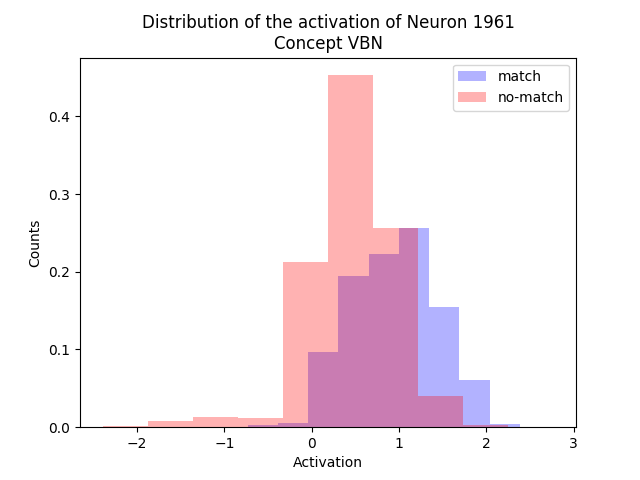 Distribution of the activation of Neuron 1961
Concept VBN
match
no-match
0.4
0.3
0.2
0.1
0.0
Counts
−2
−1
0
1
2
3
Activation